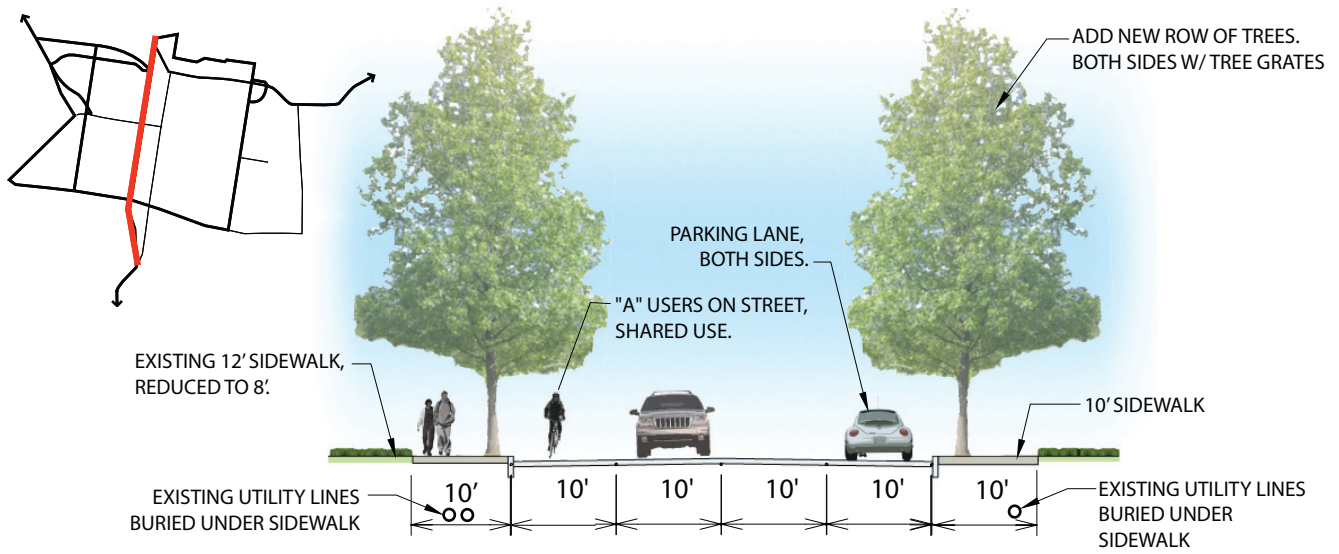 ADD NEW ROW OF TREES.
BOTH SIDES W/ TREE GRATES
PARKING LANE,
BOTH SIDES.
"A" USERS ON STREET,
SHARED USE.
EXISTING 12' SIDEWALK,
REDUCED TO 8'.
10' SIDEWALK
10' 10' 10' 10' 10' 10'
EXISTING UTILITY LINES
BURIED UNDER SIDEWALK
EXISTING UTILITY LINES
BURIED UNDER
SIDEWALK